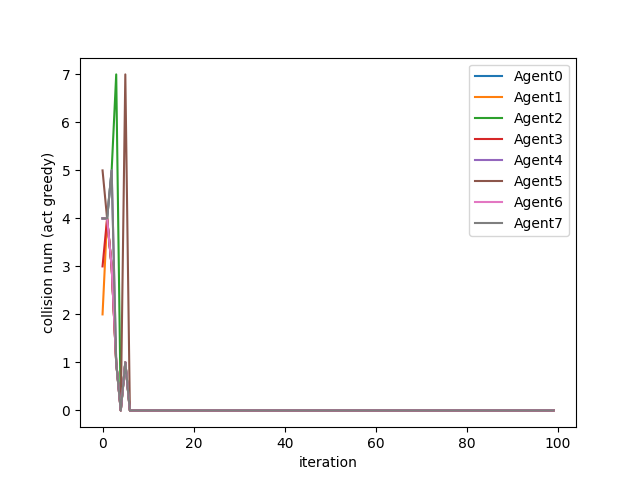 collision num (act greedy)
7
6
5
4
3
2
1
0
0 20 40 60 80 100
iteration
Agent0
Agent1
Agent2
Agent3
Agent4
Agent5
Agent6
Agent7